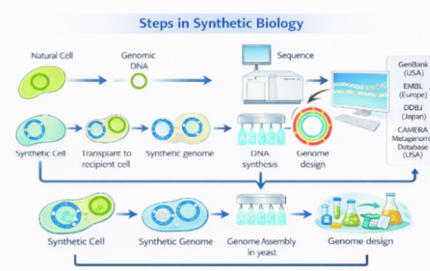 Steps in Synthetic Biology
Natural Cell
Genomic
DNA
Sequence
GenBank
(USA)
EMBL
(Europe)
DDBJ
(Japan)
CAMERA
Metagenomi
Database
(USA)
Synthetic Cell
Transplant to
recipient cell
Synthetic genome
DNA
synthesis
Genome
design
Synthetic Cell
Synthetic Genome
Genome Assembly
in yeast
Genome design